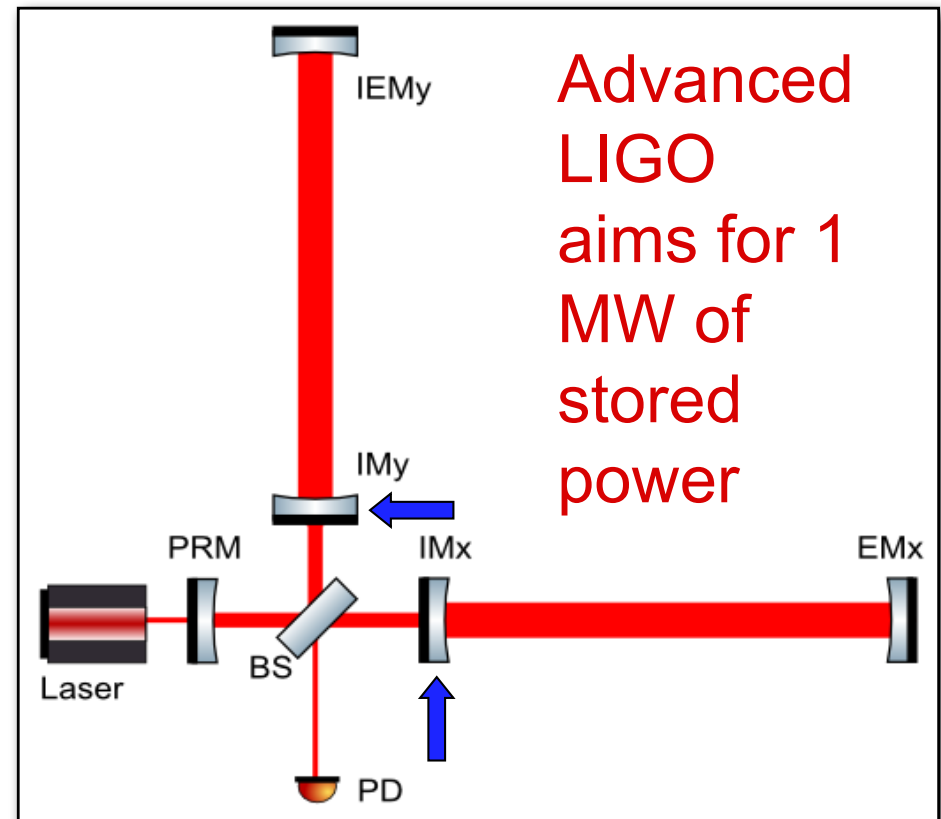 IEMy
Advanced
LIGO
aims for 1
MW of
stored
power
IMy
PRM
IMx
EMx
BS
Laser
PD